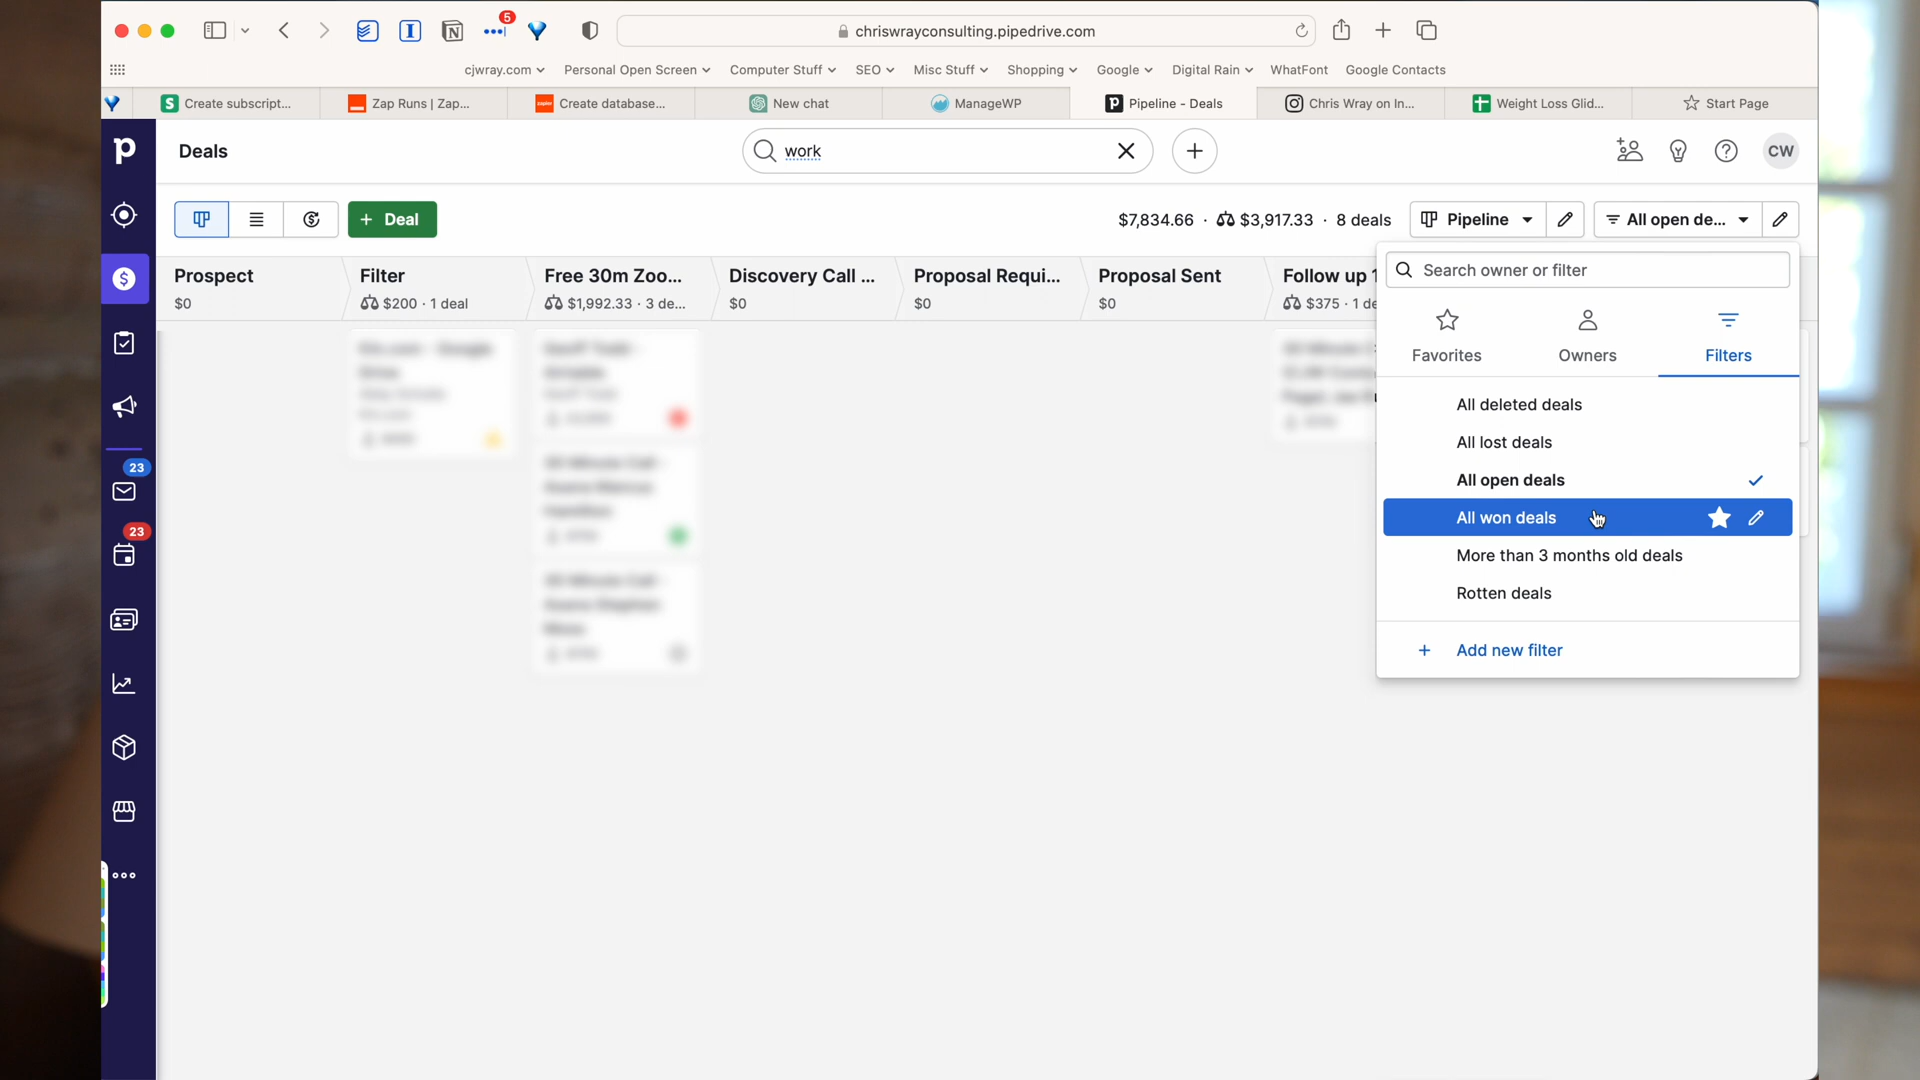 5
chriswrayconsulting.pipedrive.com
cjwray.com Personal Open Screen Computer Stuff SEO Misc Stuff Shopping Google Digital Rain WhatFont Google Contacts
Create subscript... Zap Runs | Zap... Create database... New chat ManageWP Pipeline - Deals Chris Wray on In... Weight Loss Glid... Start Page
Deals work CW
+ Deal $7,834.66 · $3,917.33 · 8 deals Pipeline All open de...
Prospect Filter Free 30m Zoo... Discovery Call ... Proposal Requi... Proposal Sent Follow up 1
$0 $200 · 1 deal $1,992.33 · 3 de... $0 $0 $0 $375 · 1 de
Search owner or filter
Favorites Owners Filters
All deleted deals
All lost deals
All open deals
All won deals
More than 3 months old deals
Rotten deals
+ Add new filter
23
23